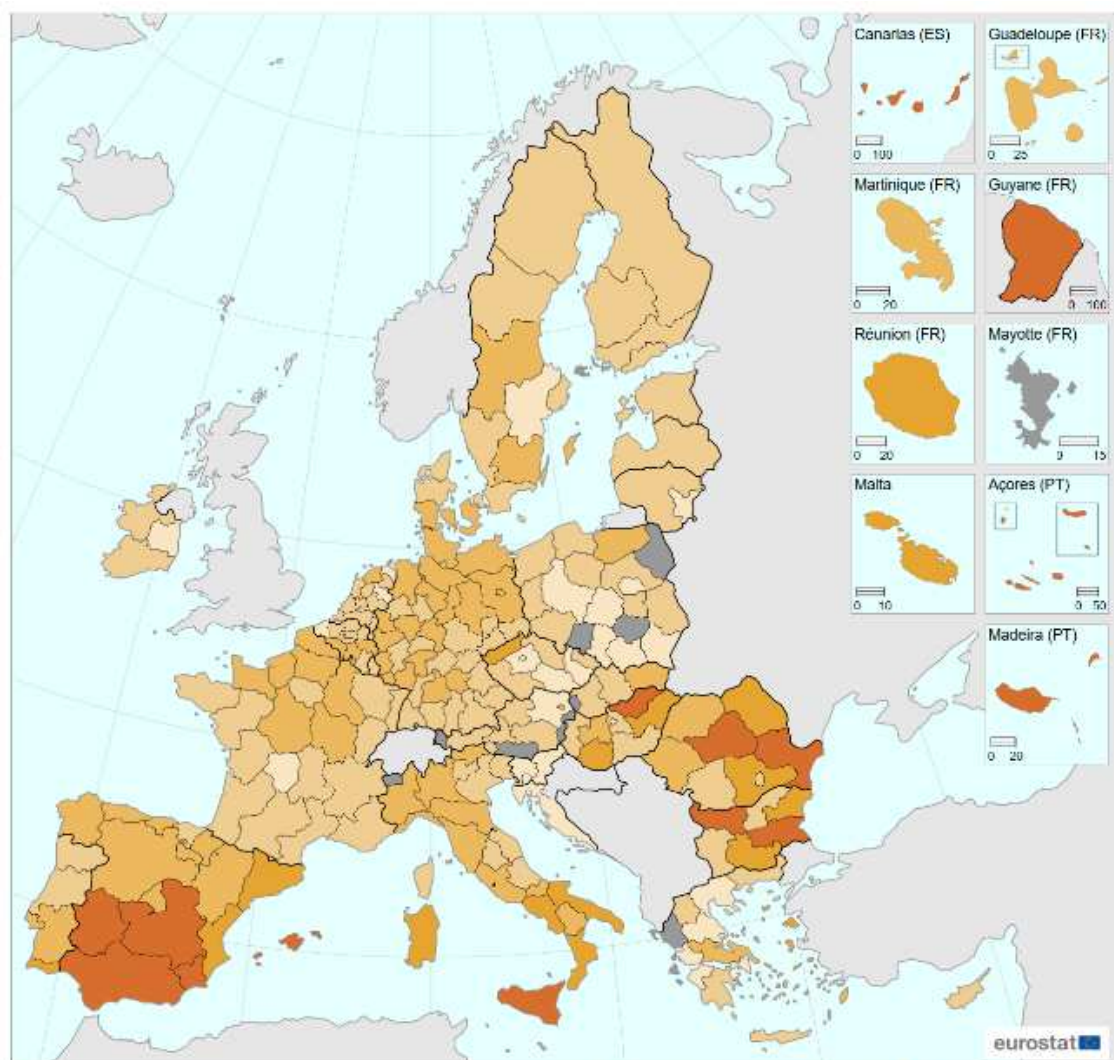 Canarias (ES)
0 100
Guadeloupe (FR)
0 25
Martinique (FR)
0 20
Guyane (FR)
0 100
Réunion (FR)
0 20
Mayotte (FR)
0 15
Malta
0 10
Açores (PT)
0 50
Madeira (PT)
0 20
eurostat